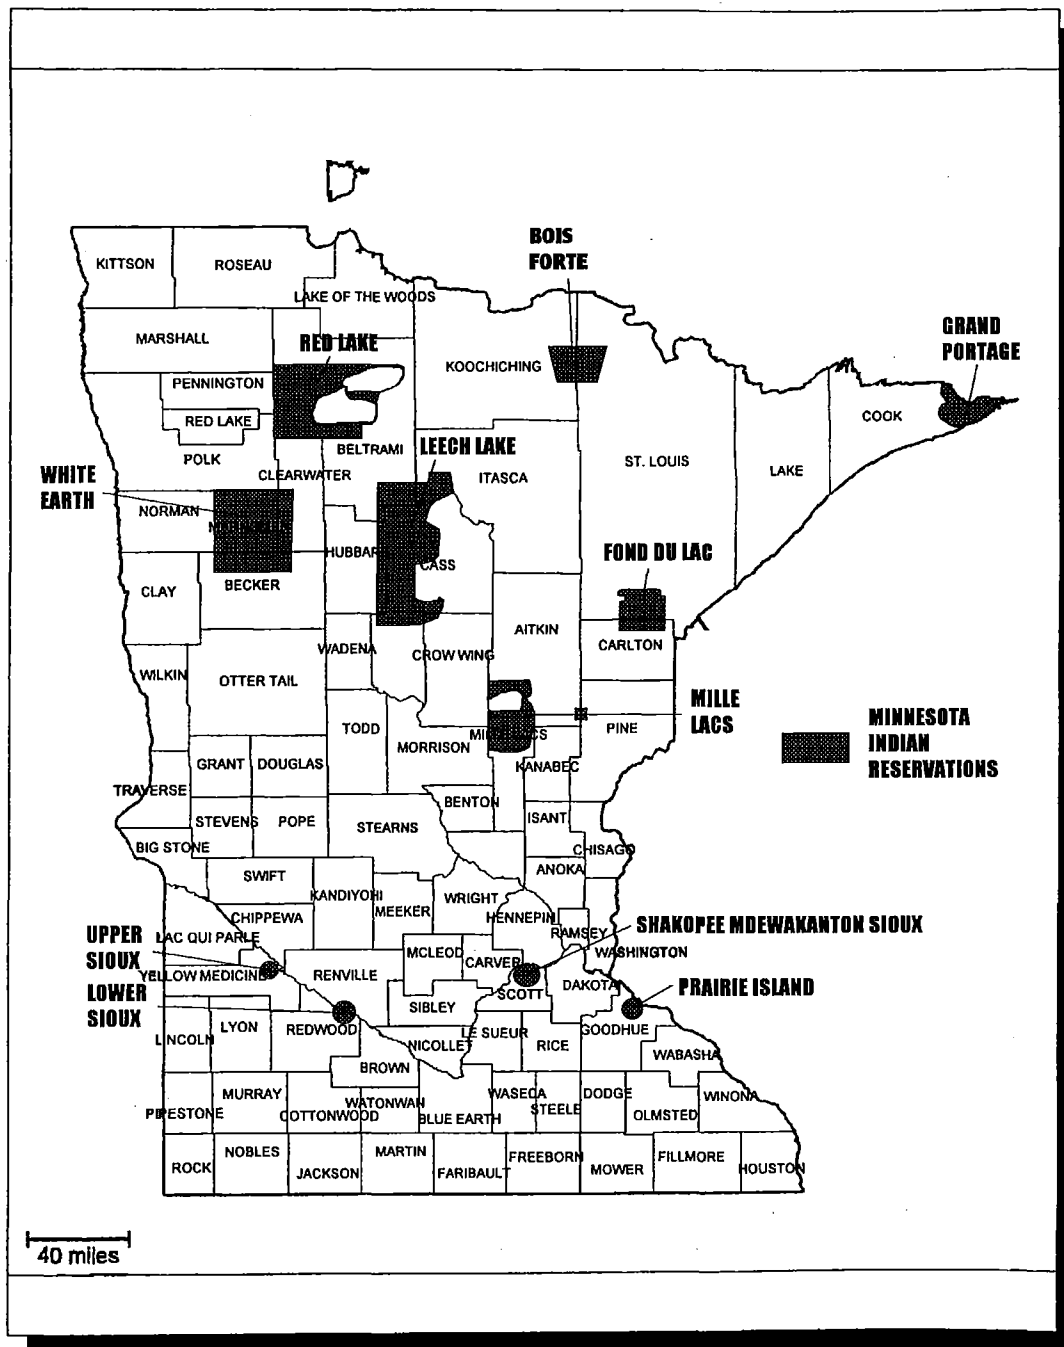 BOIS
FORTE
KITTSON
ROSEAU
LAKE OF THE WOODS
GRAND
PORTAGE
MARSHALL
RED LAKE
KOOCHICHING
PENNINGTON
RED LAKE
COOK
BELTRAMI
LEECH LAKE
POLK
CLEARWATER
ITASCA
ST. LOUIS
LAKE
WHITE
EARTH
NORMAN
HUBBARD
FOND DU LAC
CLAY
BECKER
CASS
AITKIN
CARLTON
WADENA
CROW WING
WILKIN
OTTER TAIL
MILLE
LACS
TODD
MORRISON
MILLE LACS
PINE
MINNESOTA
INDIAN
RESERVATIONS
GRANT
DOUGLAS
KANABEC
TRAVERSE
BENTON
STEVENS
POPE
STEARNS
ISANT
BIG STONE
CHISAGO
SWIFT
ANOKA
KANDIYOHI
MEEKER
WRIGHT
HENNEPIN
CHIPPEWA
RAMSEY
SHAKOPEE MDEWAKANTON SIOUX
UPPER
SIOUX
LAC QUI PARLE
MCLEOD
CARVER
WASHINGTON
YELLOW MEDICINE
RENVILLE
SCOTT
DAKOTA
PRAIRIE ISLAND
LOWER
SIOUX
SIBLEY
LINCOLN
LYON
REDWOOD
NICOLLET
LE SUEUR
RICE
GOODHUE
BROWN
WABASHA
PIPESTONE
MURRAY
COTTONWOOD
WATONWAN
BLUE EARTH
WASECA
STEELE
DODGE
OLMSTED
WINONA
ROCK
NOBLES
JACKSON
MARTIN
FARIBAULT
FREEBORN
MOWER
FILLMORE
HOUSTON
40 miles